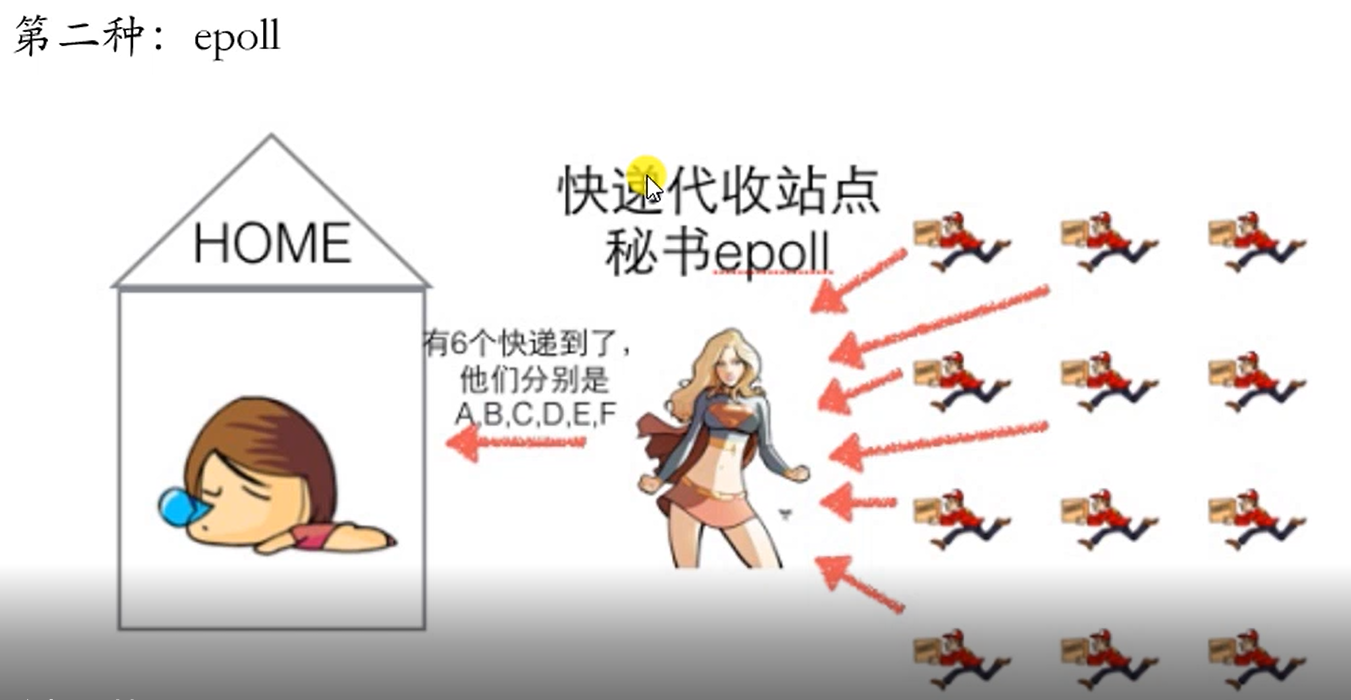 第二种：epoll
快递代收站点
秘书epoll
HOME
有6个快递到了，
他们分别是
A,B,C,D,E,F